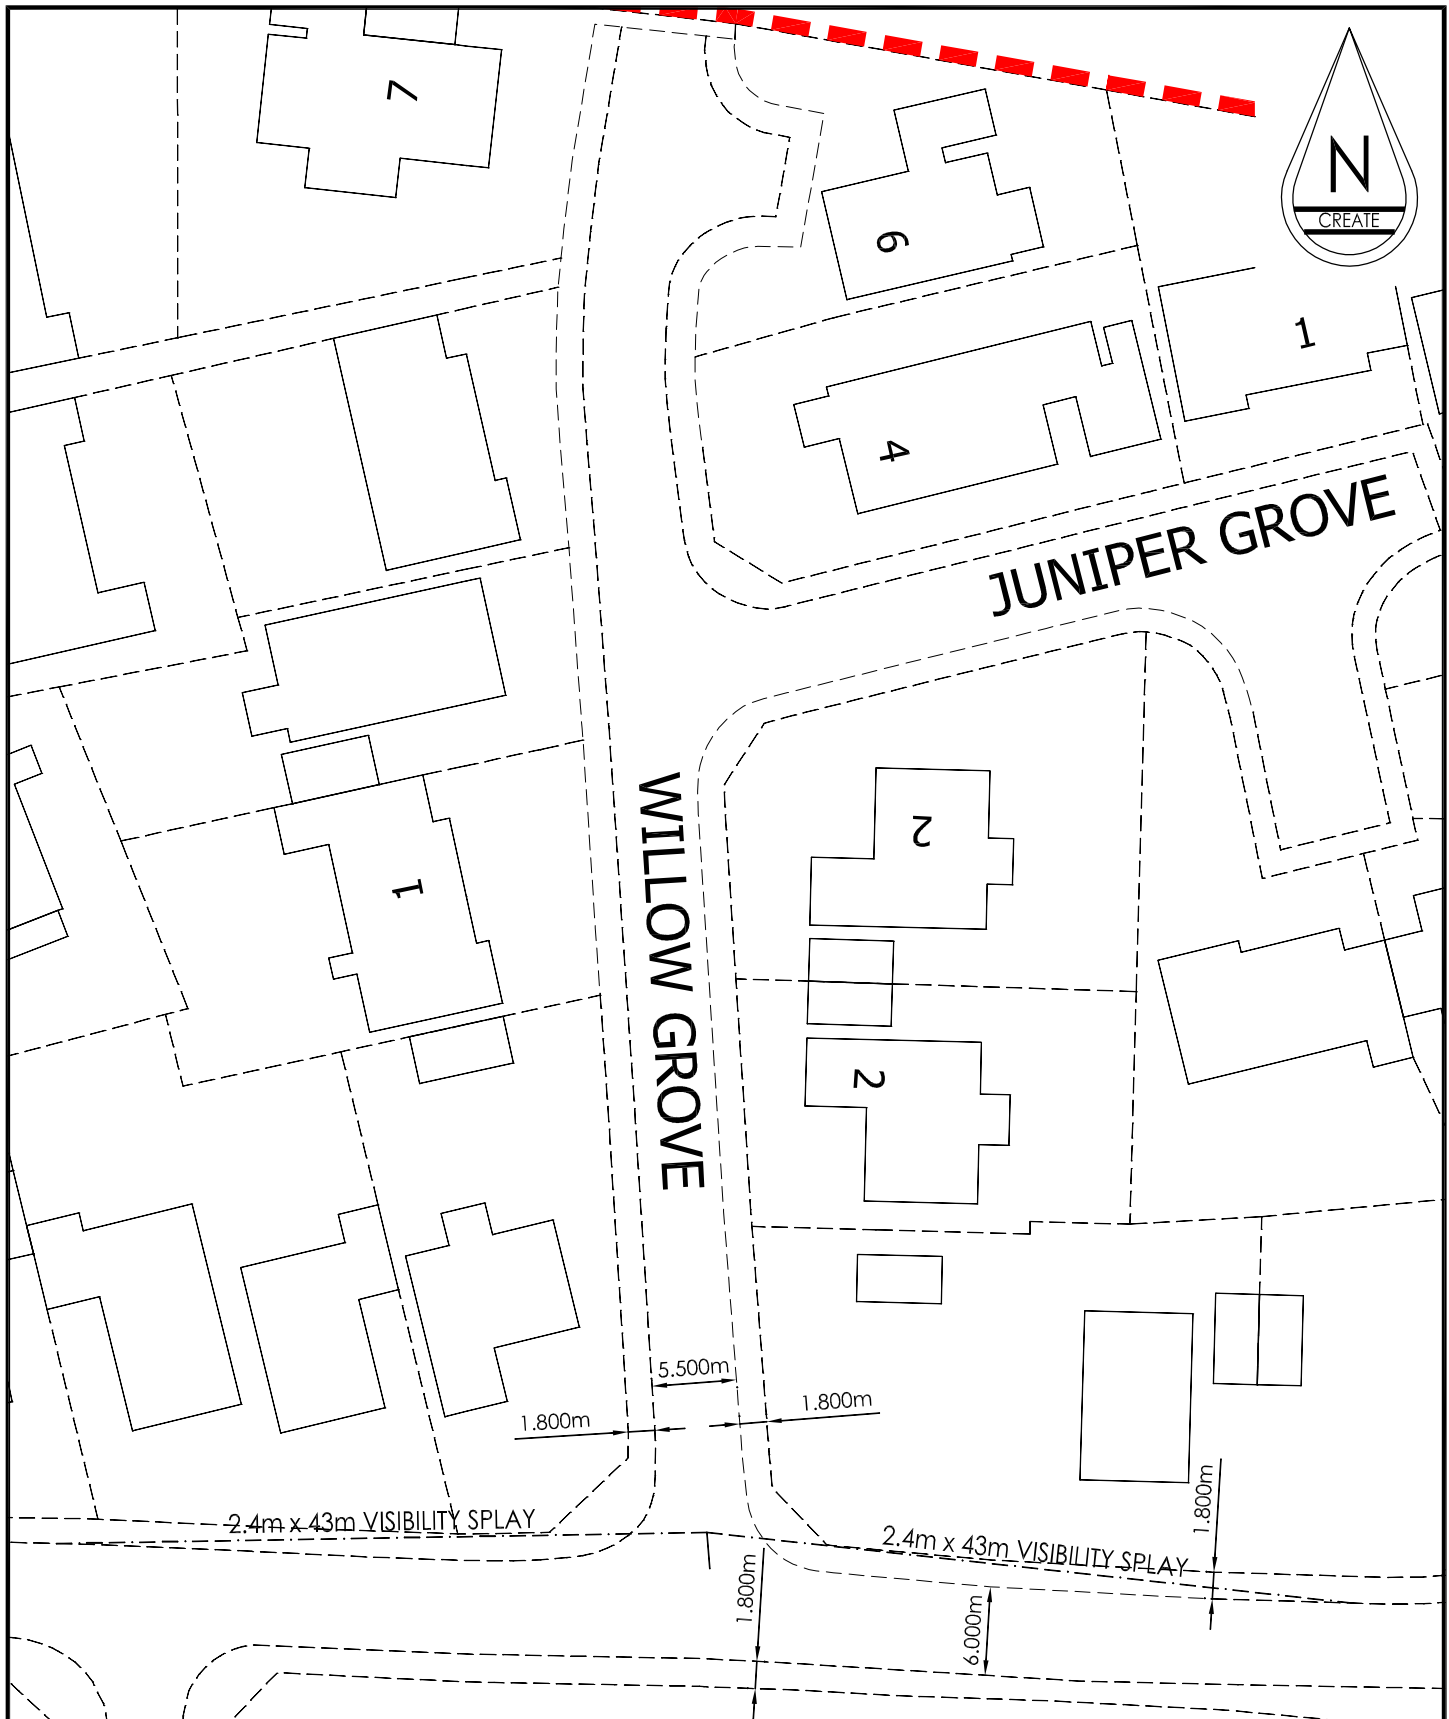 7
N
CREATE
6
1
4
JUNIPER GROVE
WILLOW GROVE
2
1
2
5.500m
1.800m
1.800m
2.4m x 43m VISIBILITY SPLAY
2.4m x 43m VISIBILITY SPLAY
1.800m
1.800m
6.000m